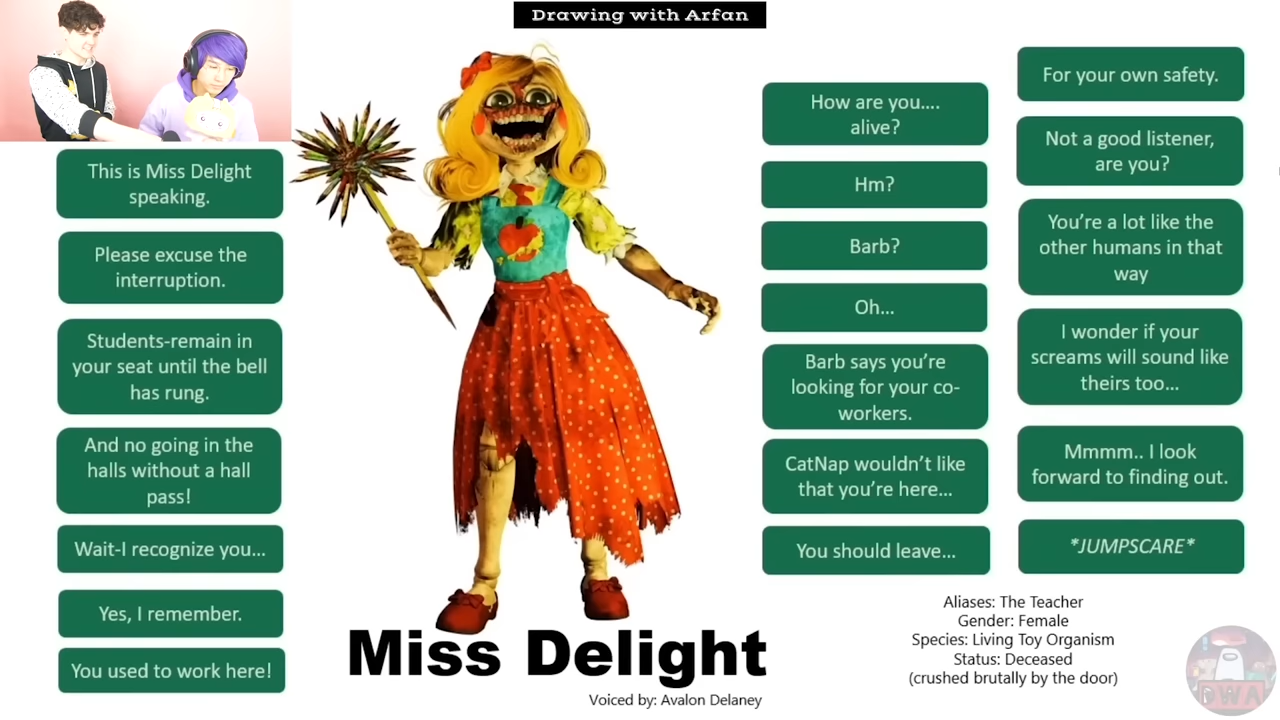 Drawing with Arfan
This is Miss Delight
speaking.
Please excuse the
interruption.
Students-remain in
your seat until the bell
has rung.
And no going in the
halls without a hall
pass!
Wait-I recognize you...
Yes, I remember.
You used to work here!
How are you....
alive?
Hm?
Barb?
Oh...
Barb says you're
looking for your co-
workers.
CatNap wouldn't like
that you're here...
You should leave...
For your own safety.
Not a good listener,
are you?
You're a lot like the
other humans in that
way
I wonder if your
screams will sound like
theirs too...
Mmmm.. I look
forward to finding out.
*JUMPSCARE*
Miss Delight
Voiced by: Avalon Delaney
Aliases: The Teacher
Gender: Female
Species: Living Toy Organism
Status: Deceased
(crushed brutally by the door)
DWA